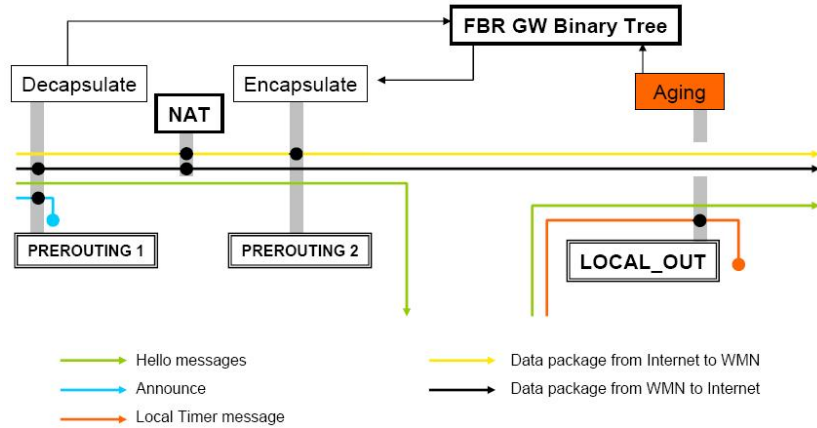 FBR GW Binary Tree
Decapsulate
Encapsulate
Aging
NAT
PREROUTING 1
PREROUTING 2
LOCAL_OUT
Hello messages
Data package from Internet to WMN
Announce
Data package from WMN to Internet
Local Timer message